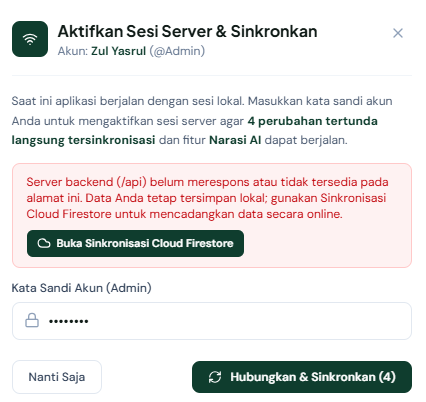 Aktifkan Sesi Server & Sinkronkan
Akun: Zul Yasrul (@Admin)
Saat ini aplikasi berjalan dengan sesi lokal. Masukkan kata sandi akun
Anda untuk mengaktifkan sesi server agar 4 perubahan tertunda
langsung tersinkronisasi dan fitur Narasi AI dapat berjalan.
Server backend (/api) belum merespons atau tidak tersedia pada
alamat ini. Data Anda tetap tersimpan lokal; gunakan Sinkronisasi
Cloud Firestore untuk mencadangkan data secara online.
Buka Sinkronisasi Cloud Firestore
Kata Sandi Akun (Admin)
••••••••
Nanti Saja
Hubungkan & Sinkronkan (4)